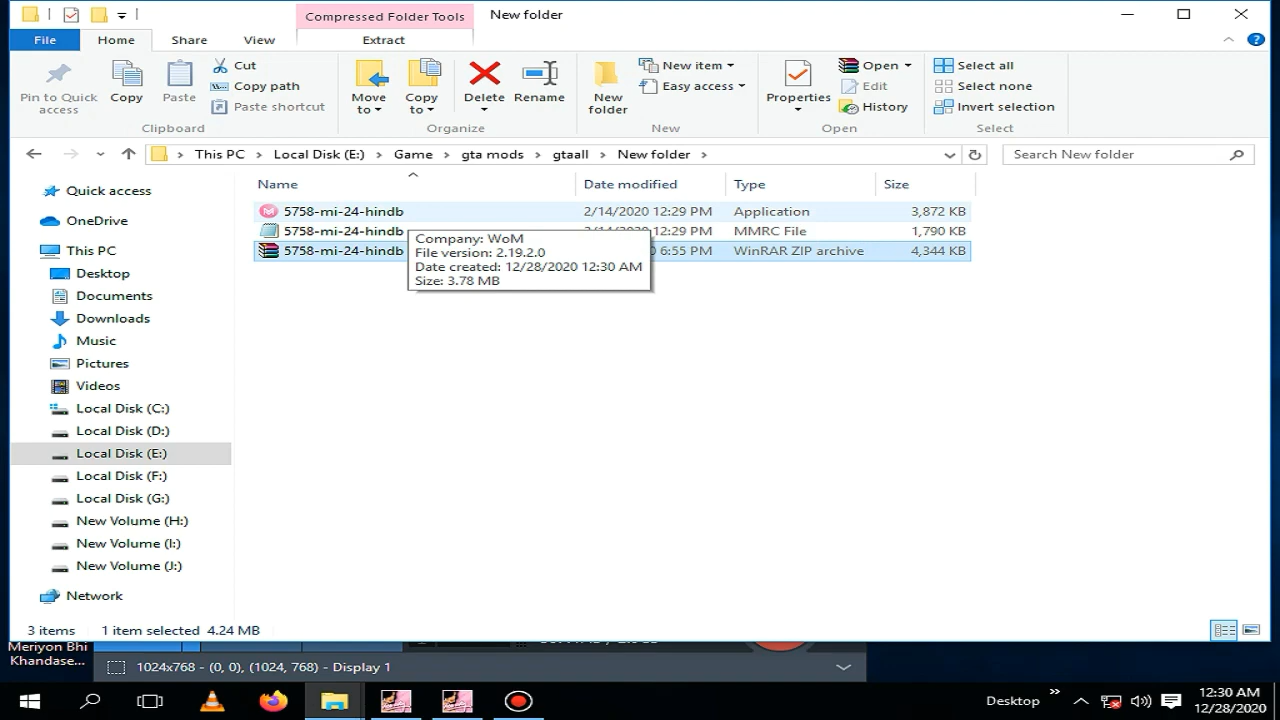 Compressed Folder Tools New folder
File Home Share View Extract
Pin to Quick access
Copy
Paste
Cut
Copy path
Paste shortcut
Clipboard
Move to
Copy to
Delete
Rename
Organize
New folder
New item
Easy access
New
Properties
Open
Edit
History
Open
Select all
Select none
Invert selection
Select
This PC Local Disk (E:) Game gta mods gtaall New folder
Search New folder
Name Date modified Type Size
5758-mi-24-hindb 2/14/2020 12:29 PM Application 3,872 KB
5758-mi-24-hindb 2/14/2020 12:29 PM MMRC File 1,790 KB
5758-mi-24-hindb 6:55 PM WinRAR ZIP archive 4,344 KB
Company: WoM
File version: 2.19.2.0
Date created: 12/28/2020 12:30 AM
Size: 3.78 MB
Quick access
OneDrive
This PC
Desktop
Documents
Downloads
Music
Pictures
Videos
Local Disk (C:)
Local Disk (D:)
Local Disk (E:)
Local Disk (F:)
Local Disk (G:)
New Volume (H:)
New Volume (I:)
New Volume (J:)
Network
3 items 1 item selected 4.24 MB
Meriyon Bhi
Khandase...
1024x768 - (0, 0), (1024, 768) - Display 1
Desktop
12:30 AM
12/28/2020